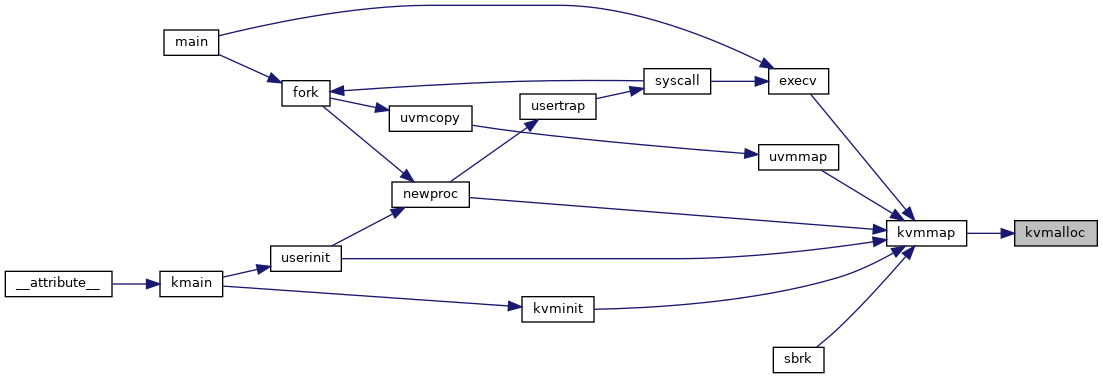 main
fork
syscall
execv
usertrap
uvmcopy
uvmmap
newproc
kvmmap
kvmalloc
userinit
__attribute__
kmain
kvminit
sbrk